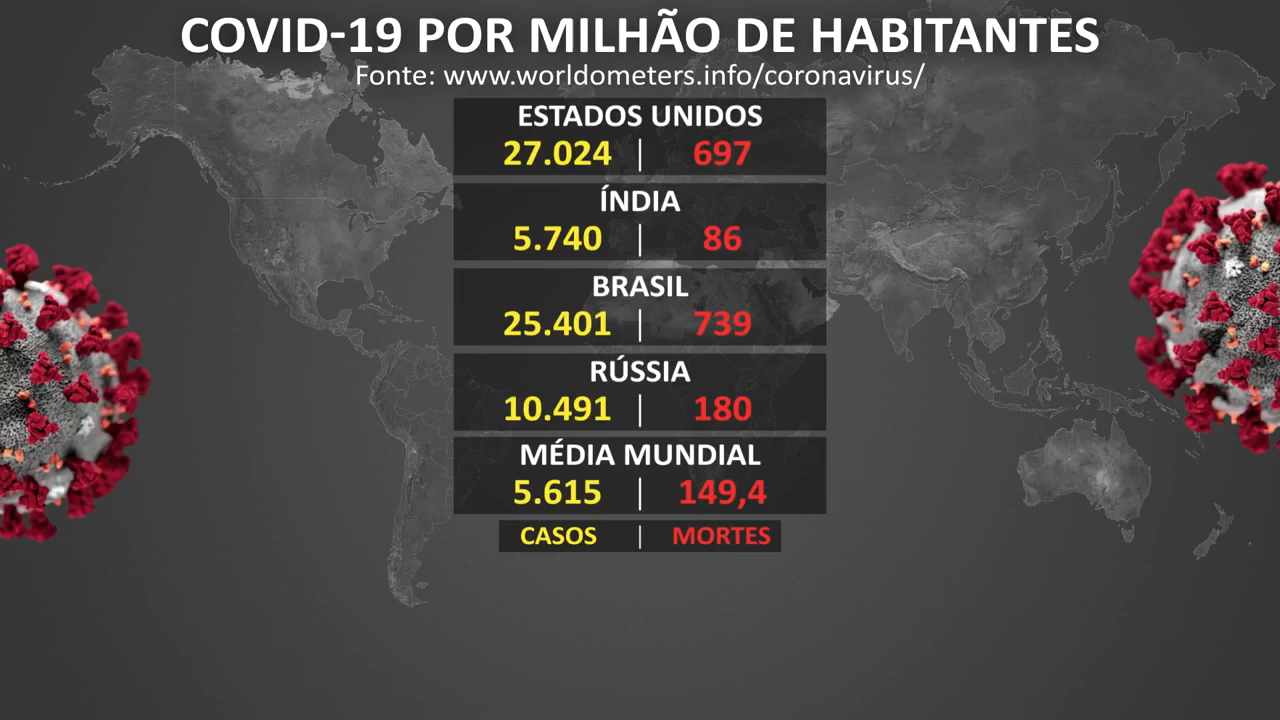 COVID-19 POR MILHÃO DE HABITANTES
Fonte: www.worldometers.info/coronavirus/
ESTADOS UNIDOS
27.024 | 697
ÍNDIA
5.740 | 86
BRASIL
25.401 | 739
RÚSSIA
10.491 | 180
MÉDIA MUNDIAL
5.615 | 149,4
CASOS | MORTES